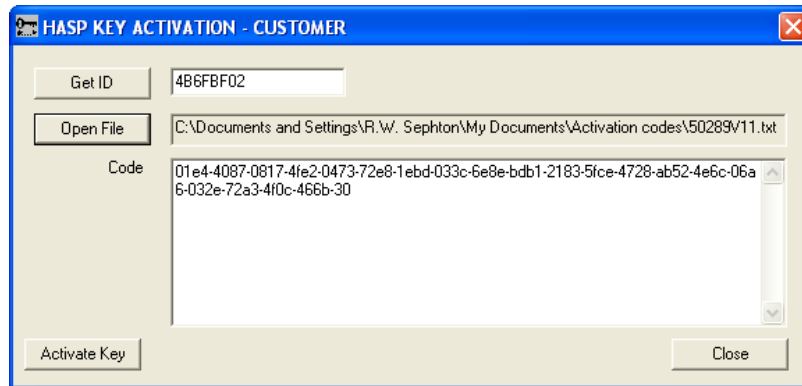 HASP KEY ACTIVATION - CUSTOMER
Get ID
4B6FBF02
Open File
C:\Documents and Settings\R.W. Sephton\My Documents\Activation codes\50289V11.txt
Code
01e4-4087-0817-4fe2-0473-72e8-1ebd-033c-6e8e-bdb1-2183-5fce-4728-ab52-4e6c-06a
6-032e-72a3-4f0c-466b-30
Activate Key
Close